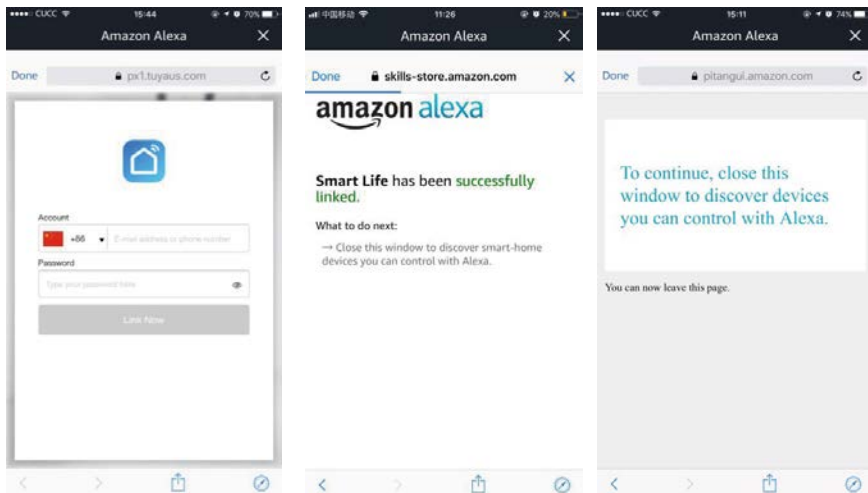 CUCC 15:44 70%
Amazon Alexa
Done px1.tuyaus.com
Account
+86 E-mail address or phone number
Password
Type your password here
Link Now
中国移动 11:26 20%
Amazon Alexa
Done skills-store.amazon.com
amazon alexa
Smart Life has been successfully
linked.
What to do next:
→ Close this window to discover smart-home
devices you can control with Alexa.
CUCC 15:11 74%
Amazon Alexa
Done pitangui.amazon.com
To continue, close this
window to discover devices
you can control with Alexa.
You can now leave this page.